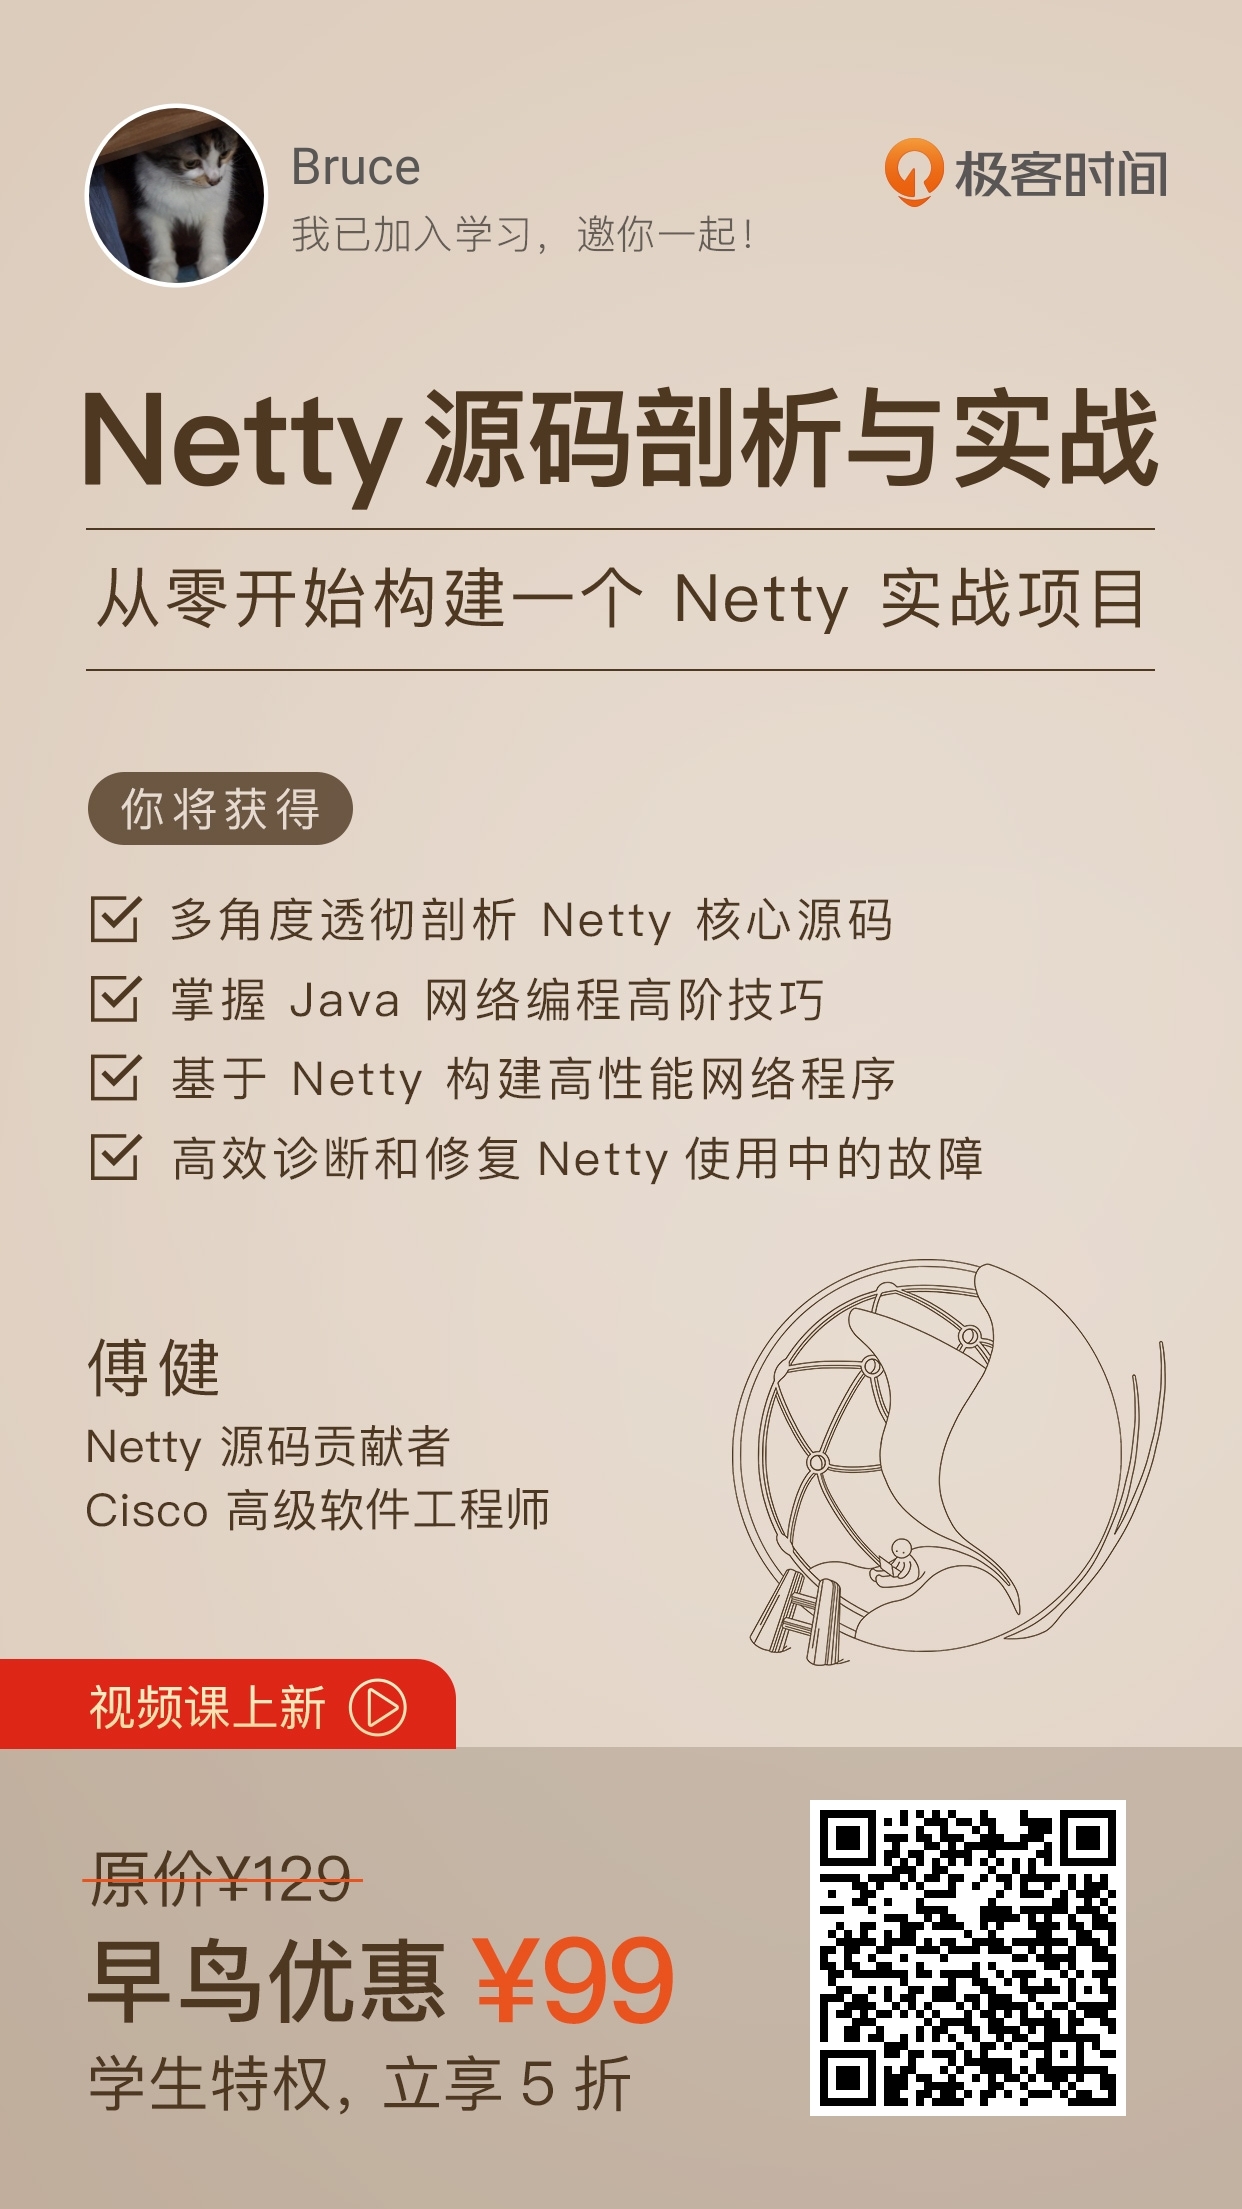 Bruce
我已加入学习，邀你一起！
极客时间
Netty 源码剖析与实战
从零开始构建一个 Netty 实战项目
你将获得
多角度透彻剖析 Netty 核心源码
掌握 Java 网络编程高阶技巧
基于 Netty 构建高性能网络程序
高效诊断和修复 Netty 使用中的故障
傅健
Netty 源码贡献者
Cisco 高级软件工程师
视频课上新
原价¥129
早鸟优惠 ¥99
学生特权，立享 5 折